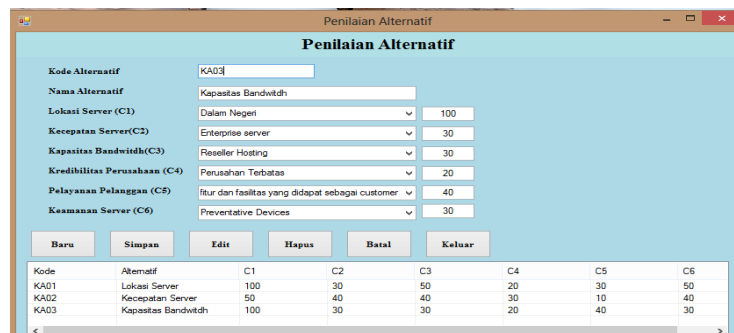 Penilaian Alternatif
Penilaian Alternatif
Kode Alternatif KA03
Nama Alternatif Kapasitas Bandwitdh
Lokasi Server (C1) Dalam Negeri 100
Kecepatan Server(C2) Enterprise server 30
Kapasitas Bandwitdh(C3) Reseller Hosting 30
Kredibilitas Perusahaan (C4) Perusahan Terbatas 20
Pelayanan Pelanggan (C5) fitur dan fasilitas yang didapat sebagai customer 40
Keamanan Server (C6) Preventative Devices 30
Baru Simpan Edit Hapus Batal Keluar
Kode Alternatif C1 C2 C3 C4 C5 C6
KA01 Lokasi Server 100 30 50 20 30 50
KA02 Kecepatan Server 50 40 40 30 10 40
KA03 Kapasitas Bandwitdh 100 30 30 20 40 30